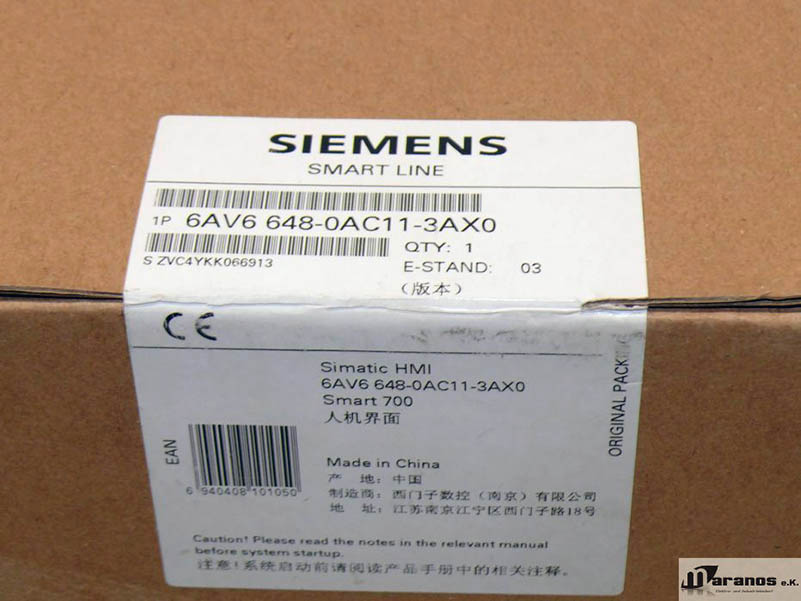 SIEMENS
SMART LINE
1P 6AV6 648-0AC11-3AX0
QTY: 1
S ZVC4YKK066913
E-STAND: 03
(版本)
CE
Simatic HMI
6AV6 648-0AC11-3AX0
Smart 700
人机界面
ORIGINAL
EAN
6 940408 101050
Made in China
产 地: 中国
制造商: 西门子数控(南京)有限公司
地 址: 江苏南京江宁区西门子路18号
Caution! Please read the notes in the relevant manual
before system startup.
注意!系统启动前请阅读产品手册中的相关注释。
Maranos e.K.